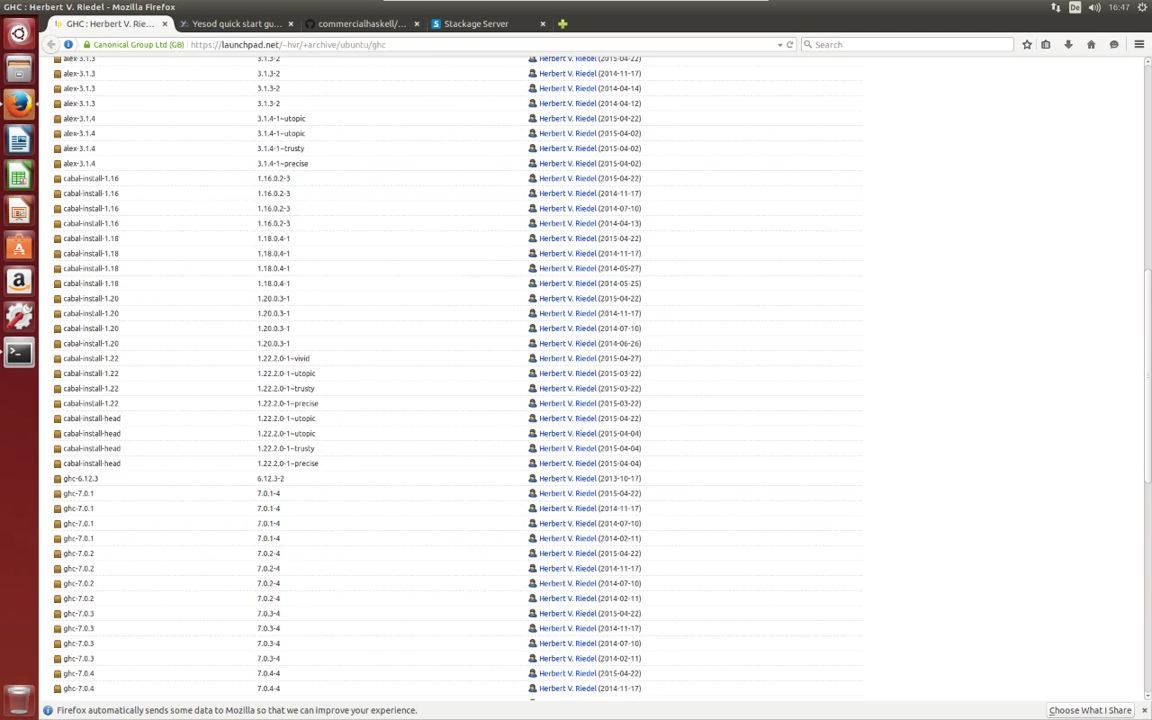 GHC : Herbert V. Riedel - Mozilla Firefox
De
16:47
GHC : Herbert V. Rie...
Yesod quick start gu...
commercialhaskell/...
Stackage Server
Canonical Group Ltd (GB)
https://launchpad.net/~hvr/+archive/ubuntu/ghc
Search
alex-3.1.3 3.1.3-2 Herbert V. Riedel (2015-04-22)
alex-3.1.3 3.1.3-2 Herbert V. Riedel (2014-11-17)
alex-3.1.3 3.1.3-2 Herbert V. Riedel (2014-04-14)
alex-3.1.3 3.1.3-2 Herbert V. Riedel (2014-04-12)
alex-3.1.4 3.1.4-1~utopic Herbert V. Riedel (2015-04-22)
alex-3.1.4 3.1.4-1~utopic Herbert V. Riedel (2015-04-02)
alex-3.1.4 3.1.4-1~trusty Herbert V. Riedel (2015-04-02)
alex-3.1.4 3.1.4-1~precise Herbert V. Riedel (2015-04-02)
cabal-install-1.16 1.16.0.2-3 Herbert V. Riedel (2015-04-22)
cabal-install-1.16 1.16.0.2-3 Herbert V. Riedel (2014-11-17)
cabal-install-1.16 1.16.0.2-3 Herbert V. Riedel (2014-07-10)
cabal-install-1.16 1.16.0.2-3 Herbert V. Riedel (2014-04-13)
cabal-install-1.18 1.18.0.4-1 Herbert V. Riedel (2015-04-22)
cabal-install-1.18 1.18.0.4-1 Herbert V. Riedel (2014-11-17)
cabal-install-1.18 1.18.0.4-1 Herbert V. Riedel (2014-05-27)
cabal-install-1.18 1.18.0.4-1 Herbert V. Riedel (2014-05-25)
cabal-install-1.20 1.20.0.3-1 Herbert V. Riedel (2015-04-22)
cabal-install-1.20 1.20.0.3-1 Herbert V. Riedel (2014-11-17)
cabal-install-1.20 1.20.0.3-1 Herbert V. Riedel (2014-07-10)
cabal-install-1.20 1.20.0.3-1 Herbert V. Riedel (2014-06-26)
cabal-install-1.22 1.22.2.0-1~vivid Herbert V. Riedel (2015-04-27)
cabal-install-1.22 1.22.2.0-1~utopic Herbert V. Riedel (2015-03-22)
cabal-install-1.22 1.22.2.0-1~trusty Herbert V. Riedel (2015-03-22)
cabal-install-1.22 1.22.2.0-1~precise Herbert V. Riedel (2015-03-22)
cabal-install-head 1.22.2.0-1~utopic Herbert V. Riedel (2015-04-22)
cabal-install-head 1.22.2.0-1~utopic Herbert V. Riedel (2015-04-04)
cabal-install-head 1.22.2.0-1~trusty Herbert V. Riedel (2015-04-04)
cabal-install-head 1.22.2.0-1~precise Herbert V. Riedel (2015-04-04)
ghc-6.12.3 6.12.3-2 Herbert V. Riedel (2013-10-17)
ghc-7.0.1 7.0.1-4 Herbert V. Riedel (2015-04-22)
ghc-7.0.1 7.0.1-4 Herbert V. Riedel (2014-11-17)
ghc-7.0.1 7.0.1-4 Herbert V. Riedel (2014-07-10)
ghc-7.0.1 7.0.1-4 Herbert V. Riedel (2014-02-11)
ghc-7.0.2 7.0.2-4 Herbert V. Riedel (2015-04-22)
ghc-7.0.2 7.0.2-4 Herbert V. Riedel (2014-11-17)
ghc-7.0.2 7.0.2-4 Herbert V. Riedel (2014-07-10)
ghc-7.0.2 7.0.2-4 Herbert V. Riedel (2014-02-11)
ghc-7.0.3 7.0.3-4 Herbert V. Riedel (2015-04-22)
ghc-7.0.3 7.0.3-4 Herbert V. Riedel (2014-11-17)
ghc-7.0.3 7.0.3-4 Herbert V. Riedel (2014-07-10)
ghc-7.0.3 7.0.3-4 Herbert V. Riedel (2014-02-11)
ghc-7.0.4 7.0.4-4 Herbert V. Riedel (2015-04-22)
ghc-7.0.4 7.0.4-4 Herbert V. Riedel (2014-11-17)
Firefox automatically sends some data to Mozilla so that we can improve your experience.
Choose What I Share